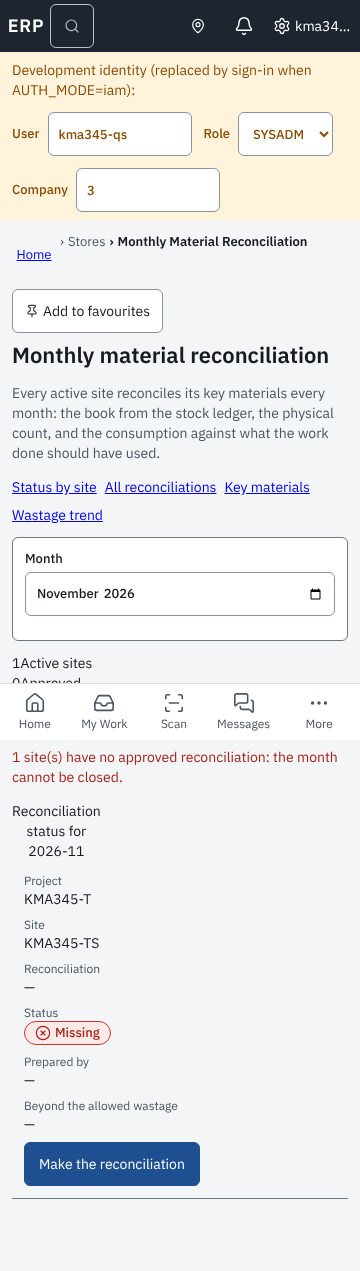 ERP
kma34...
Development identity (replaced by sign-in when
AUTH_MODE=iam):
User kma345-qs Role SYSADM
Company 3
Home › Stores › Monthly Material Reconciliation
Add to favourites
Monthly material reconciliation
Every active site reconciles its key materials every
month: the book from the stock ledger, the physical
count, and the consumption against what the work
done should have used.
Status by site All reconciliations Key materials
Wastage trend
Month
November 2026
1Active sites
0Approved
Home My Work Scan Messages More
1 site(s) have no approved reconciliation: the month
cannot be closed.
Reconciliation
status for
2026-11
Project
KMA345-T
Site
KMA345-TS
Reconciliation
—
Status
Missing
Prepared by
—
Beyond the allowed wastage
—
Make the reconciliation